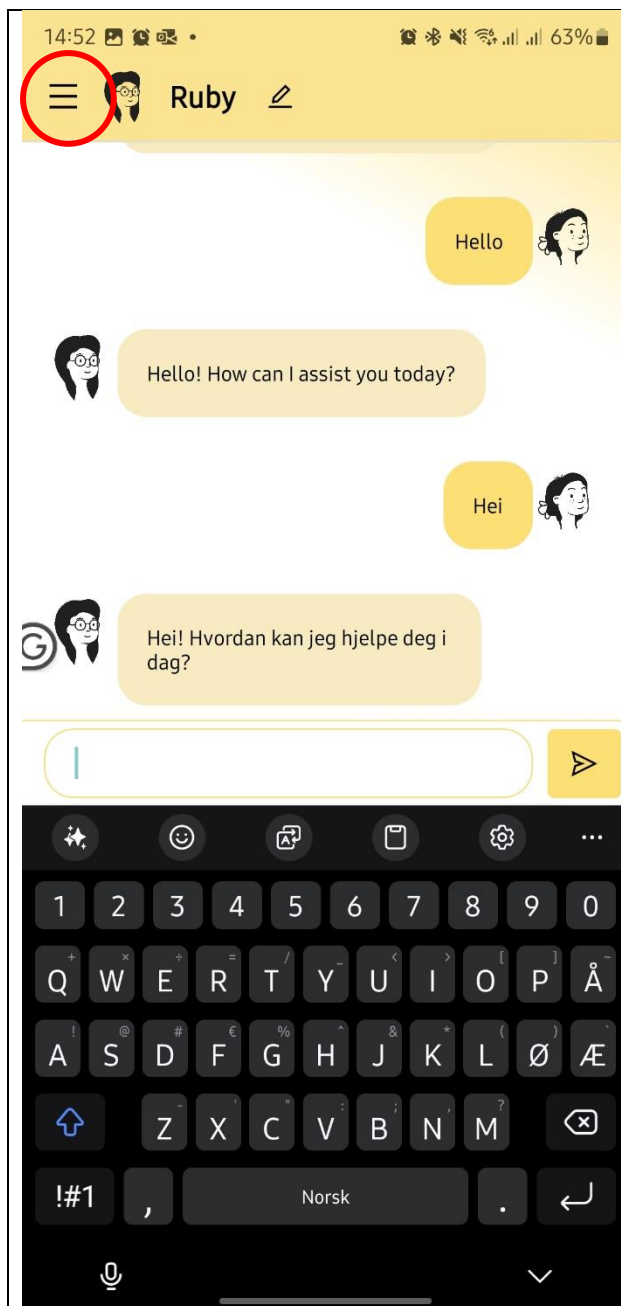 14:52 63%
Ruby
Hello
Hello! How can I assist you today?
Hei
Hei! Hvordan kan jeg hjelpe deg i
dag?
G
1 2 3 4 5 6 7 8 9 0
+ × ÷ = / _ < > [ ] ~
Q W E R T Y U I O P Å
! @ # € % ^ & * ( ) `
A S D F G H J K L Ø Æ
- ' " : ; , ?
Z X C V B N M
!#1 , Norsk .